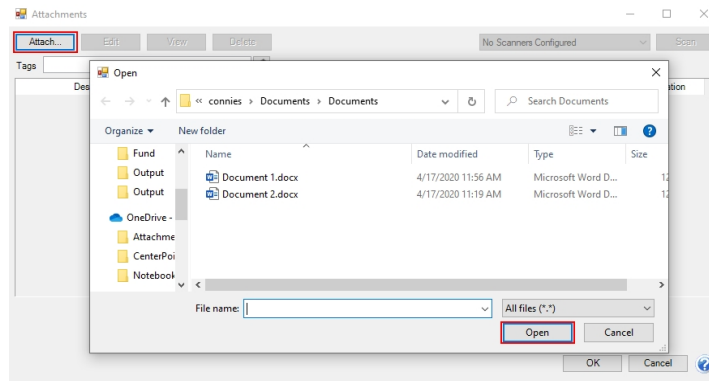 Attachments
Attach... Edit View Delete No Scanners Configured Scan
Tags
Open
« connies › Documents › Documents Search Documents
Organize New folder
Name Date modified Type Size
Fund
Document 1.docx 4/17/2020 11:56 AM Microsoft Word D... 12
Output
Document 2.docx 4/17/2020 11:19 AM Microsoft Word D... 12
Output
OneDrive -
Attachme
CenterPoi
Notebook
File name: All files (*.*)
Open Cancel
OK Cancel